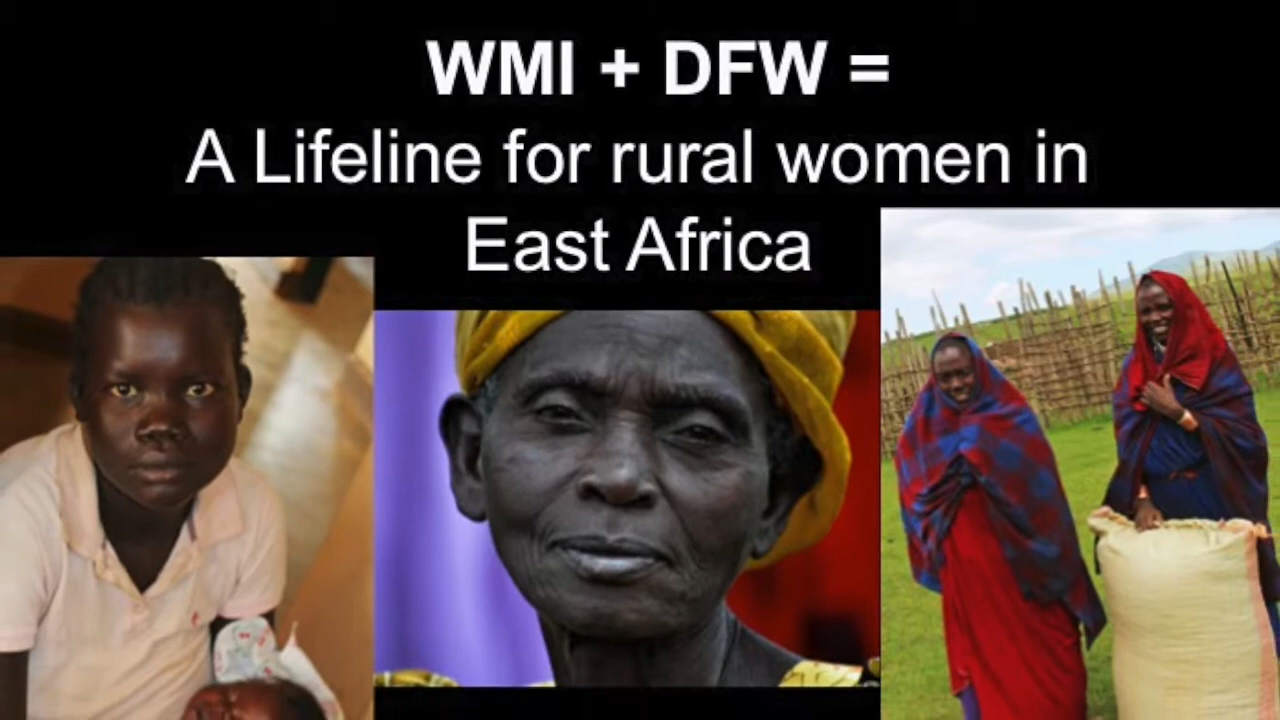 WMI + DFW =
A Lifeline for rural women in
East Africa